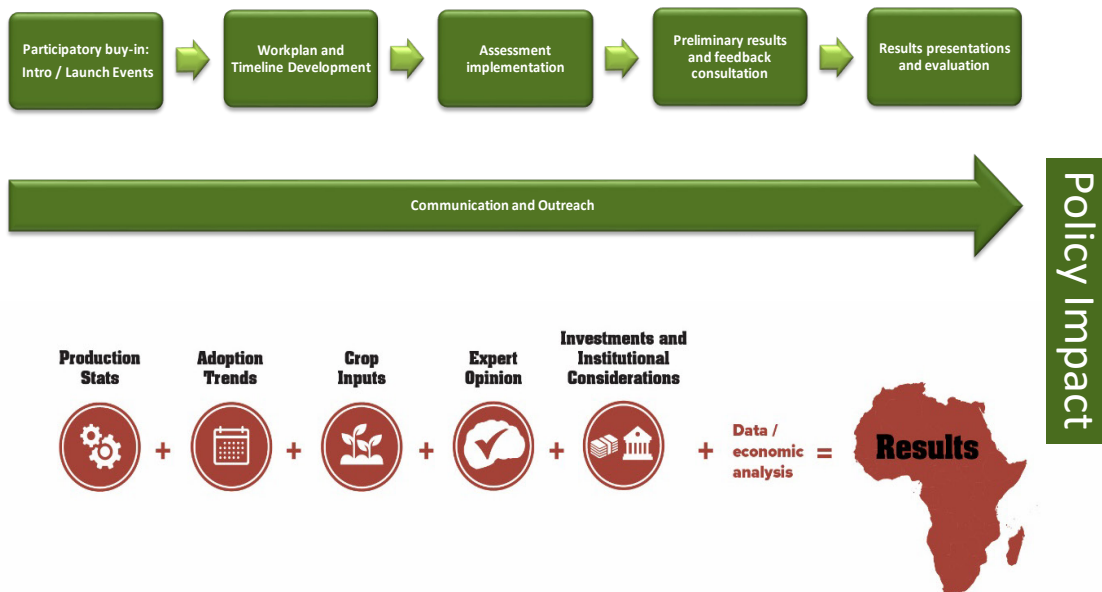 Participatory buy-in:
Intro / Launch Events
Workplan and
Timeline Development
Assessment
implementation
Preliminary results
and feedback
consultation
Results presentations
and evaluation
Communication and Outreach
Policy Impact
Production
Stats
Adoption
Trends
Crop
Inputs
Expert
Opinion
Investments and
Institutional
Considerations
+
+
+
+
+
Data /
economic
analysis
=
Results